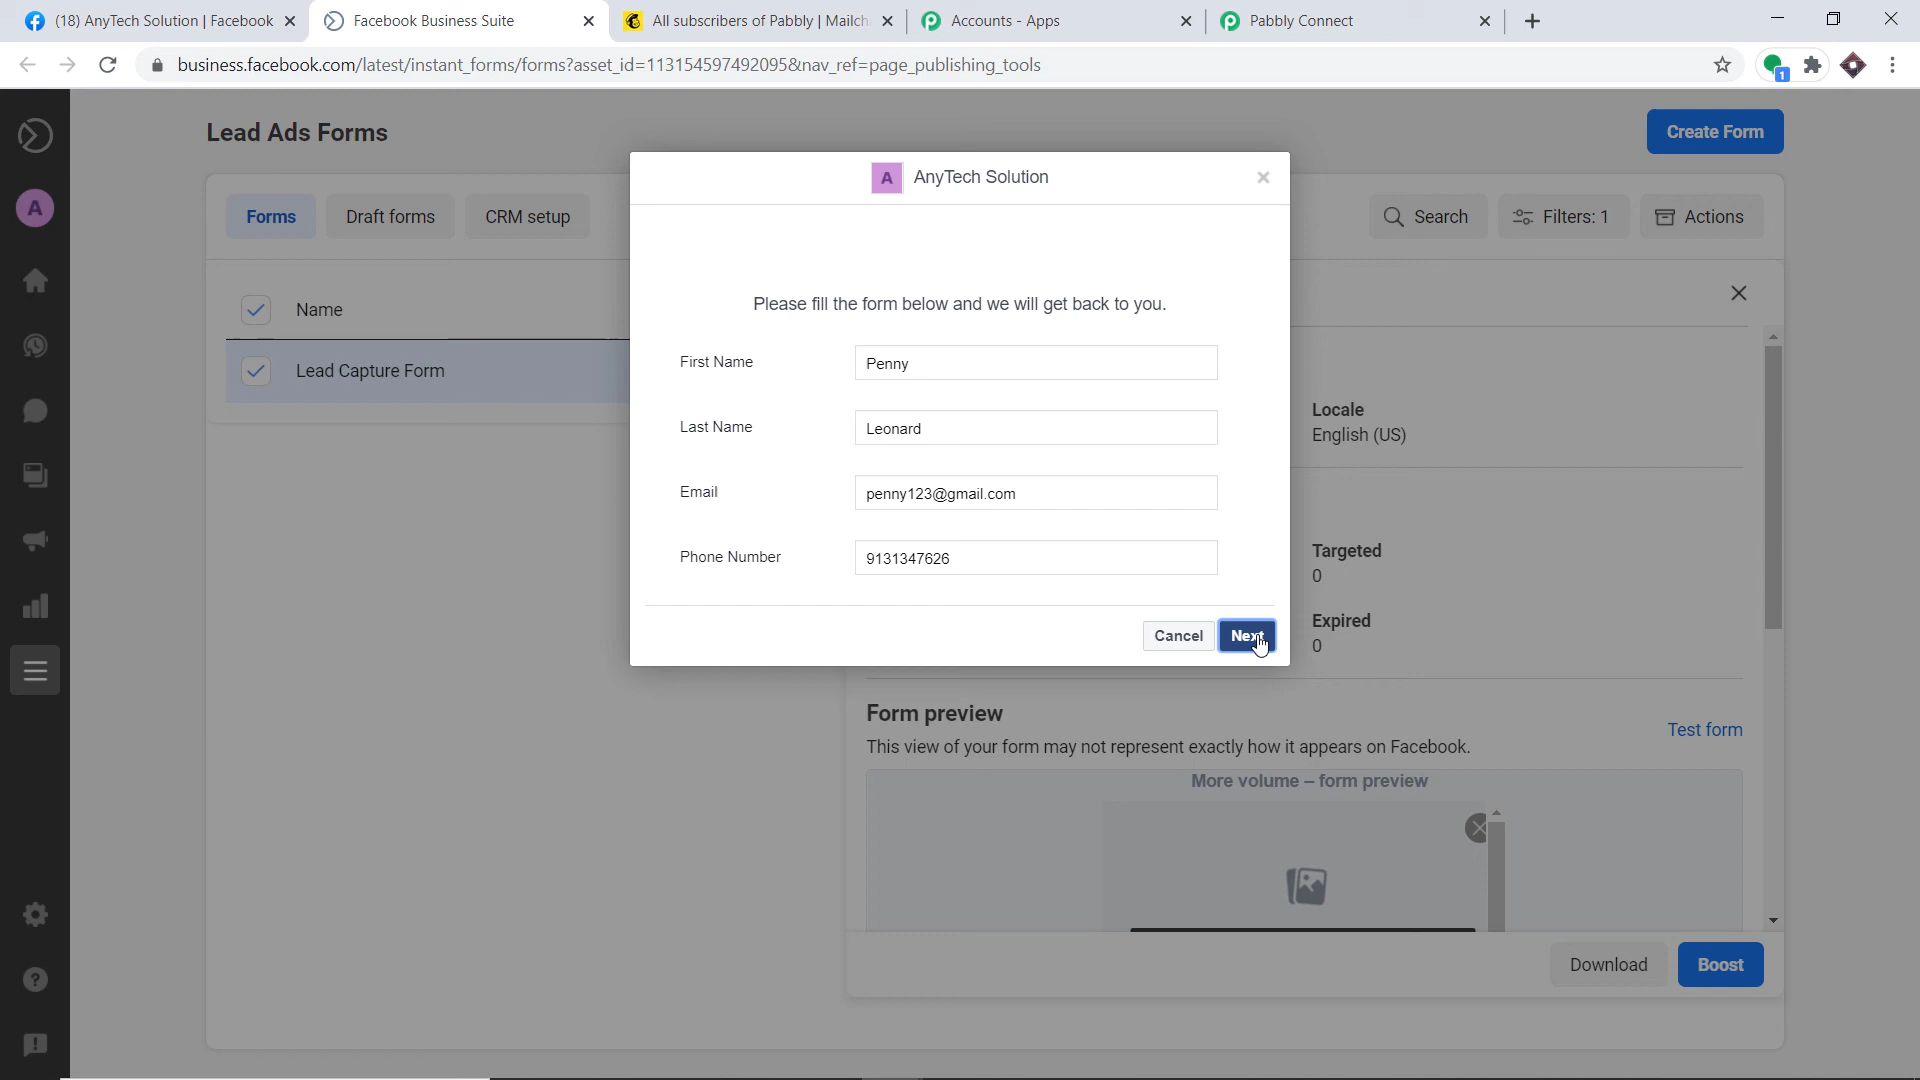 (18) AnyTech Solution | Facebook
Facebook Business Suite
All subscribers of Pabbly | Mailch
Accounts - Apps
Pabbly Connect
business.facebook.com/latest/instant_forms/forms?asset_id=113154597492095&nav_ref=page_publishing_tools
1
A
Lead Ads Forms
Create Form
Forms
Draft forms
CRM setup
Search
Filters: 1
Actions
Name
Lead Capture Form
A AnyTech Solution
Please fill the form below and we will get back to you.
First Name
Penny
Last Name
Leonard
Email
penny123@gmail.com
Phone Number
9131347626
Cancel
Next
Locale
English (US)
Targeted
0
Expired
0
Form preview
Test form
This view of your form may not represent exactly how it appears on Facebook.
More volume – form preview
Download
Boost